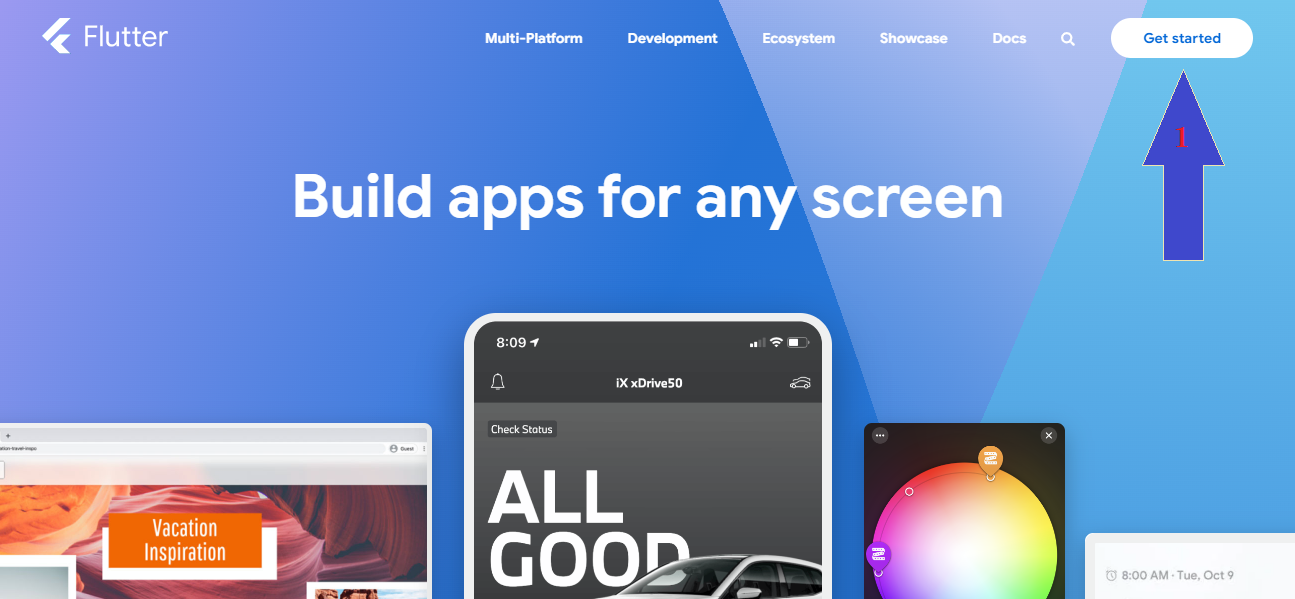 Flutter
Multi-Platform Development Ecosystem Showcase Docs Get started
1
Build apps for any screen
8:09
iX xDrive50
Check Status
ALL
GOOD
Guest
Vacation
Inspiration
8:00 AM · Tue, Oct 9